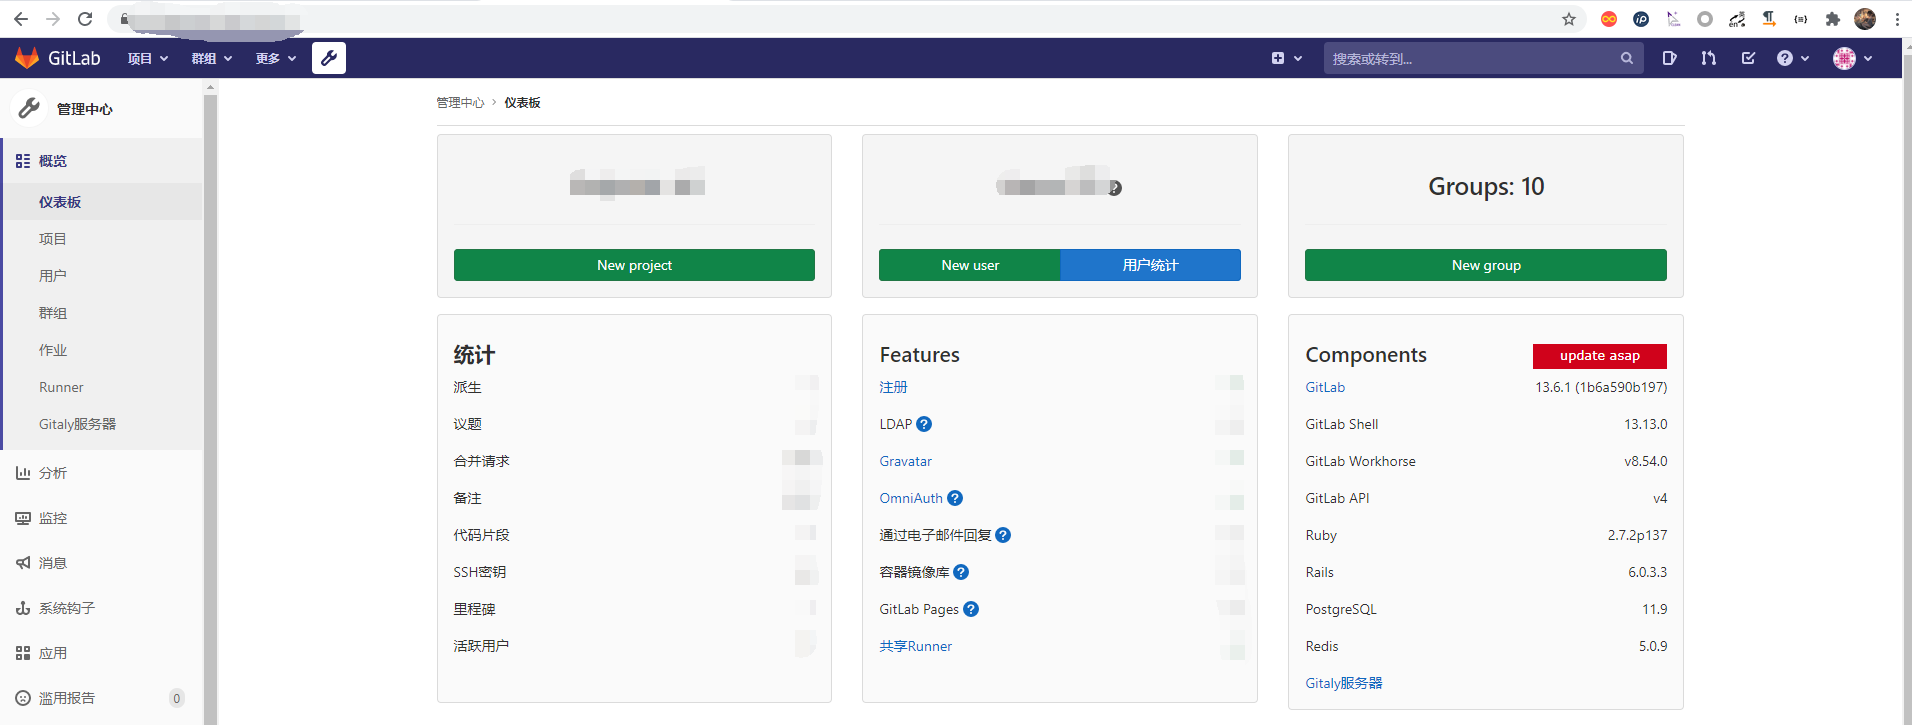 GitLab 项目 群组 更多 搜索或转到...
管理中心
概览
仪表板
项目
用户
群组
作业
Runner
Gitaly服务器
分析
监控
消息
系统钩子
应用
滥用报告 0
管理中心 > 仪表板
New project
New user 用户统计
Groups: 10
New group
统计
派生
议题
合并请求
备注
代码片段
SSH密钥
里程碑
活跃用户
Features
注册
LDAP ?
Gravatar
OmniAuth ?
通过电子邮件回复 ?
容器镜像库 ?
GitLab Pages ?
共享Runner
Components update asap
GitLab 13.6.1 (1b6a590b197)
GitLab Shell 13.13.0
GitLab Workhorse v8.54.0
GitLab API v4
Ruby 2.7.2p137
Rails 6.0.3.3
PostgreSQL 11.9
Redis 5.0.9
Gitaly服务器